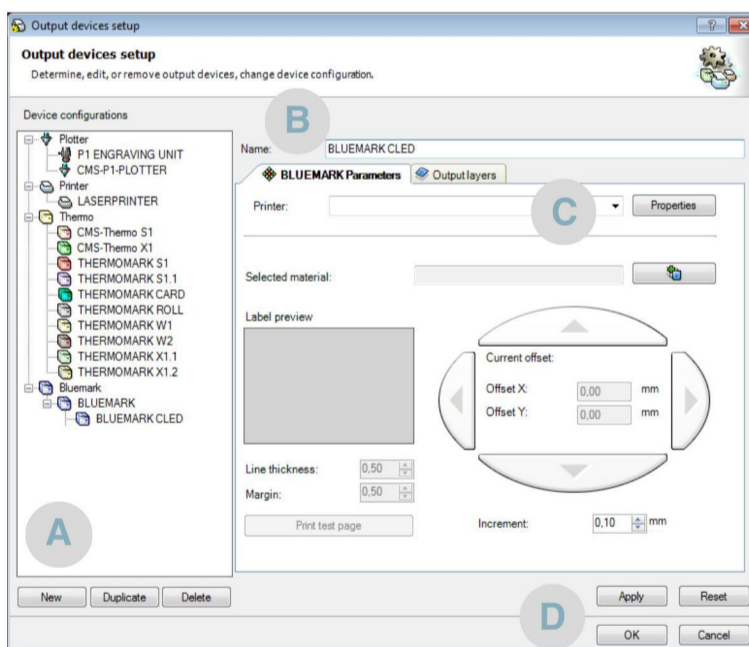 Output devices setup
Output devices setup
Determine, edit, or remove output devices, change device configuration.
Device configurations
Plotter
P1 ENGRAVING UNIT
CMS-P1-PLOTTER
Printer
LASERPRINTER
Thermo
CMS-Thermo S1
CMS-Thermo X1
THERMOMARK S1
THERMOMARK S1.1
THERMOMARK CARD
THERMOMARK ROLL
THERMOMARK W1
THERMOMARK W2
THERMOMARK X1.1
THERMOMARK X1.2
Bluemark
BLUEMARK
BLUEMARK CLED
A
New Duplicate Delete
B
Name: BLUEMARK CLED
BLUEMARK Parameters Output layers
Printer: C Properties
Selected material:
Label preview
Current offset:
Offset X: 0,00 mm
Offset Y: 0,00 mm
Line thickness: 0,50
Margin: 0,50
Print test page Increment: 0,10 mm
D
Apply Reset
OK Cancel